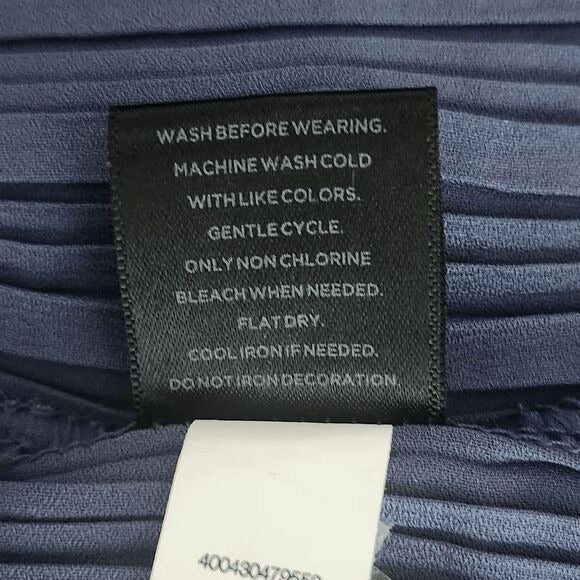 WASH BEFORE WEARING.
MACHINE WASH COLD
WITH LIKE COLORS.
GENTLE CYCLE.
ONLY NON CHLORINE
BLEACH WHEN NEEDED.
FLAT DRY.
COOL IRON IF NEEDED.
DO NOT IRON DECORATION.